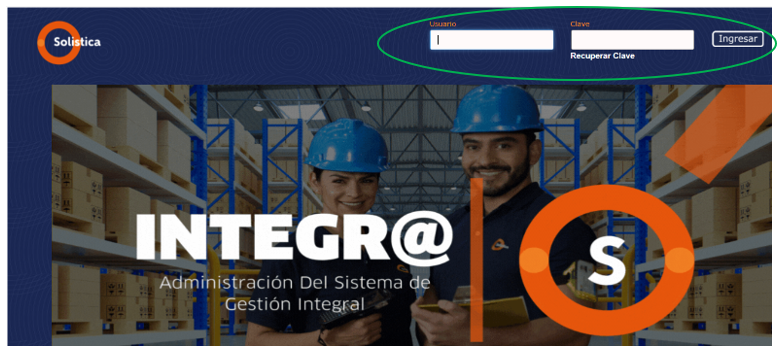 Solistica
Usuario
Clave
Ingresar
Recuperar Clave
INTEGR@
Administración Del Sistema de
Gestión Integral
S